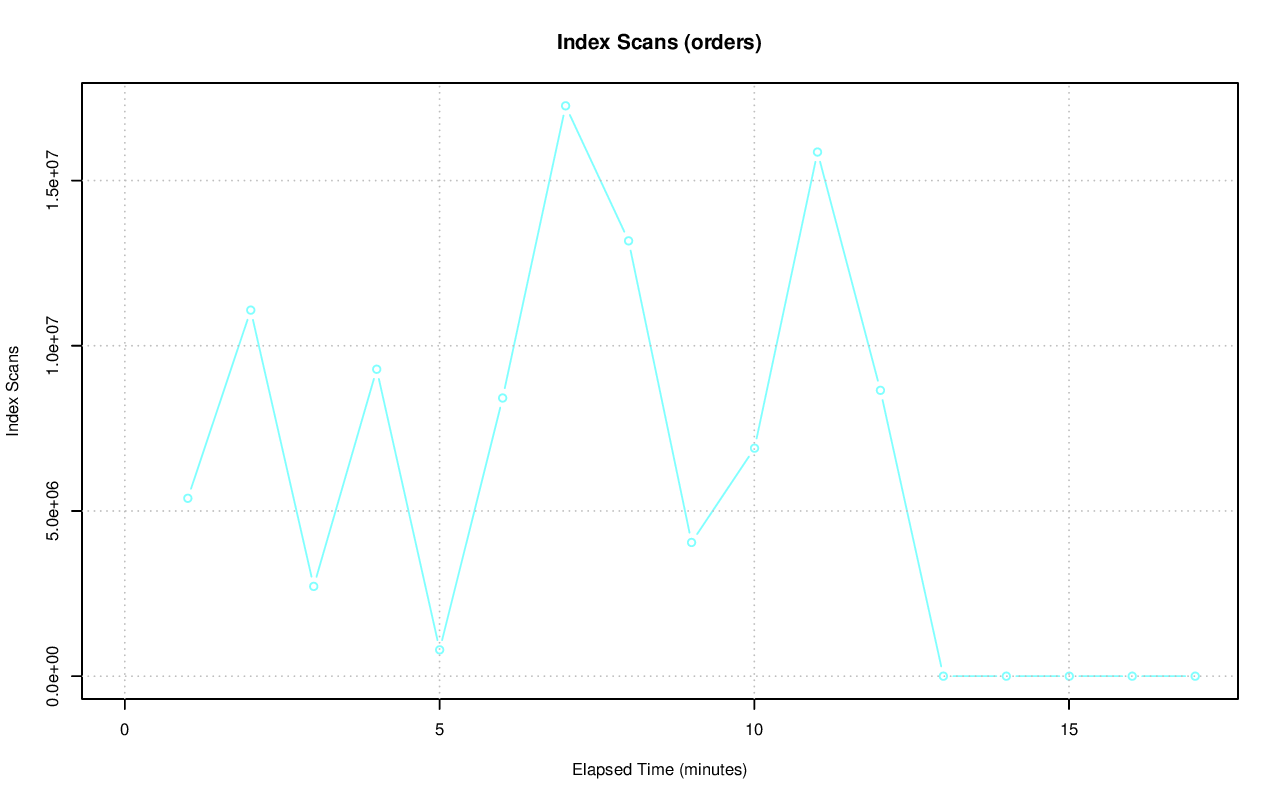 Index Scans (orders)
Index Scans
1.5e+07
1.0e+07
5.0e+06
0.0e+00
0 5 10 15
Elapsed Time (minutes)